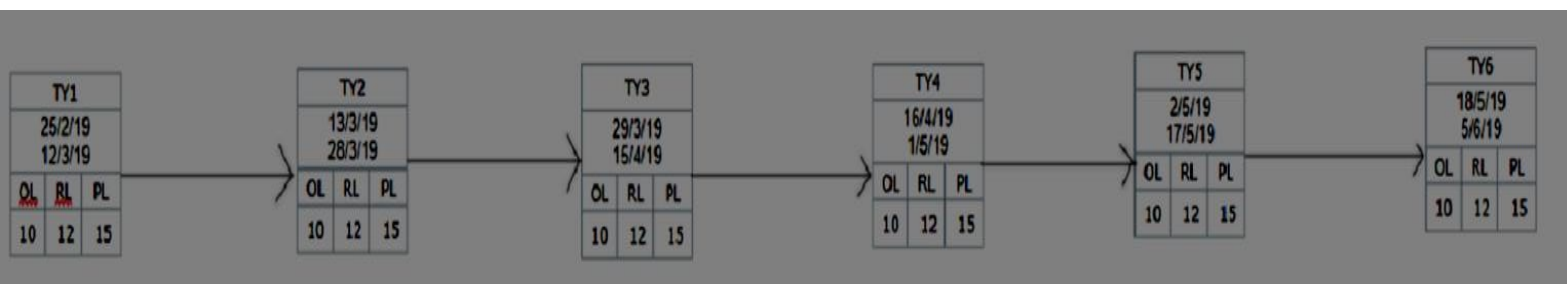 TY1
25/2/19
12/3/19
OL RL PL
10 12 15
TY2
13/3/19
28/3/19
OL RL PL
10 12 15
TY3
29/3/19
15/4/19
OL RL PL
10 12 15
TY4
16/4/19
1/5/19
OL RL PL
10 12 15
TY5
2/5/19
17/5/19
OL RL PL
10 12 15
TY6
18/5/19
5/6/19
OL RL PL
10 12 15